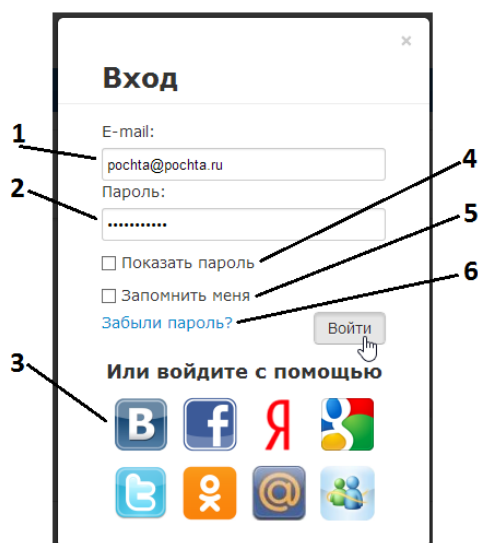 ×
Вход
1
E-mail:
pochta@pochta.ru
4
2
Пароль:
•••••••••••
5
Показать пароль
6
Запомнить меня
Забыли пароль?
Войти
3
Или войдите с помощью
В f Я g
t @